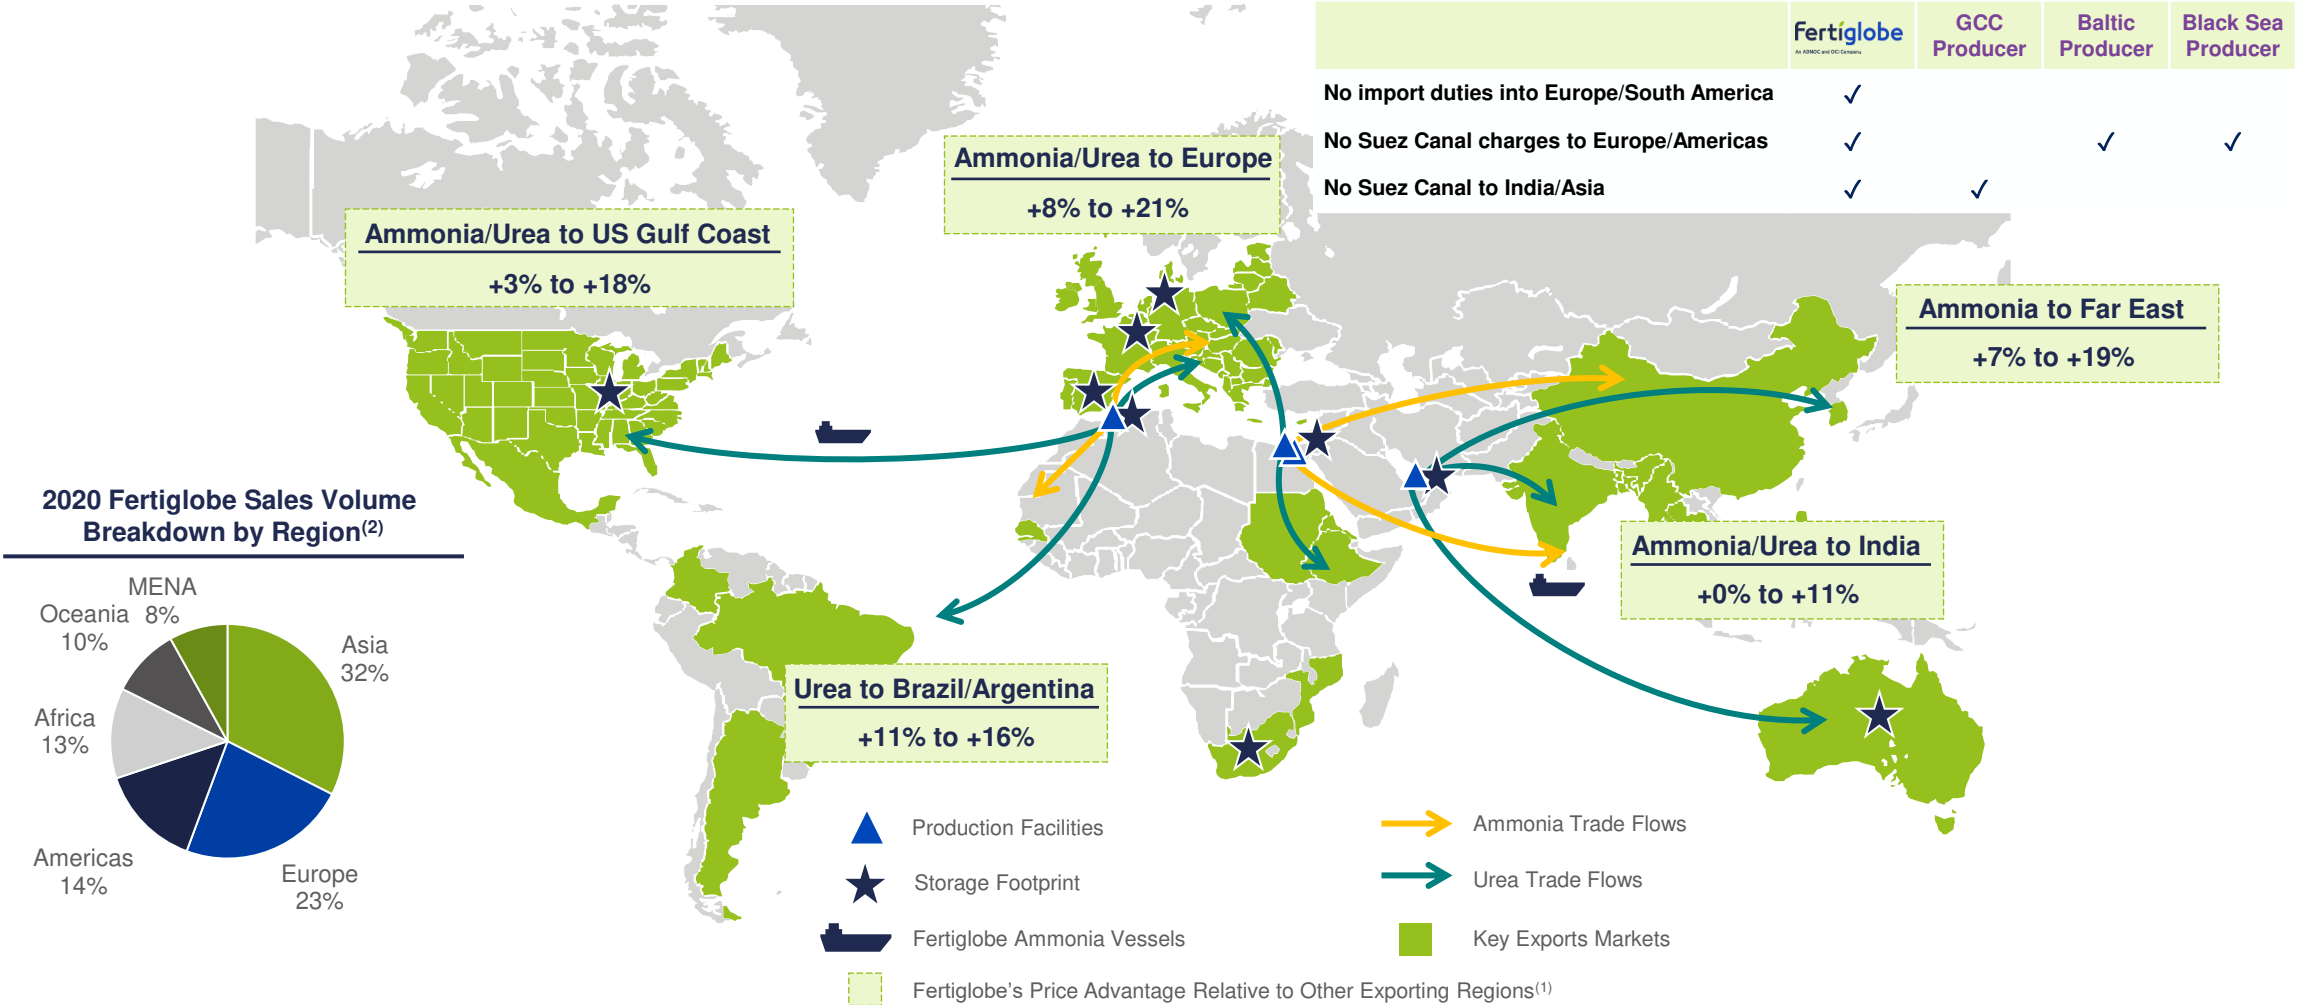 Fertiglobe
An ADNOC and OCI Company
GCC
Producer
Baltic
Producer
Black Sea
Producer
No import duties into Europe/South America ✓
No Suez Canal charges to Europe/Americas ✓ ✓ ✓
No Suez Canal to India/Asia ✓ ✓
Ammonia/Urea to Europe
+8% to +21%
Ammonia/Urea to US Gulf Coast
+3% to +18%
Ammonia to Far East
+7% to +19%
Ammonia/Urea to India
+0% to +11%
Urea to Brazil/Argentina
+11% to +16%
2020 Fertiglobe Sales Volume
Breakdown by Region(2)
MENA
8%
Oceania
10%
Asia
32%
Africa
13%
Americas
14%
Europe
23%
Production Facilities
Storage Footprint
Fertiglobe Ammonia Vessels
Fertiglobe's Price Advantage Relative to Other Exporting Regions(1)
Ammonia Trade Flows
Urea Trade Flows
Key Exports Markets